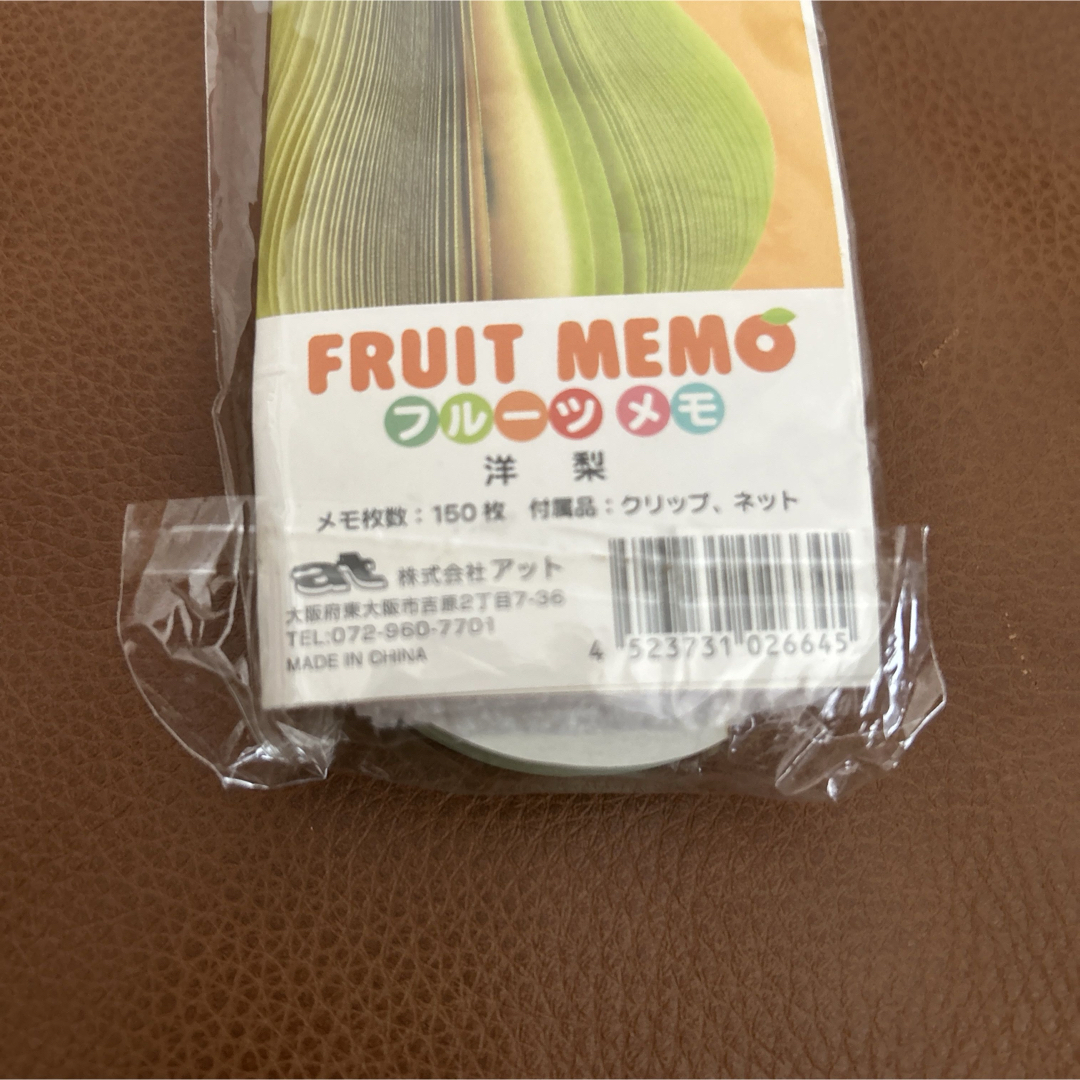 FRUIT MEMO
フルーツメモ
洋 梨
メモ枚数：150枚 付属品：クリップ、ネット
at 株式会社アット
大阪府東大阪市吉原2丁目7-36
TEL:072-960-7701
MADE IN CHINA
4 523731 026645